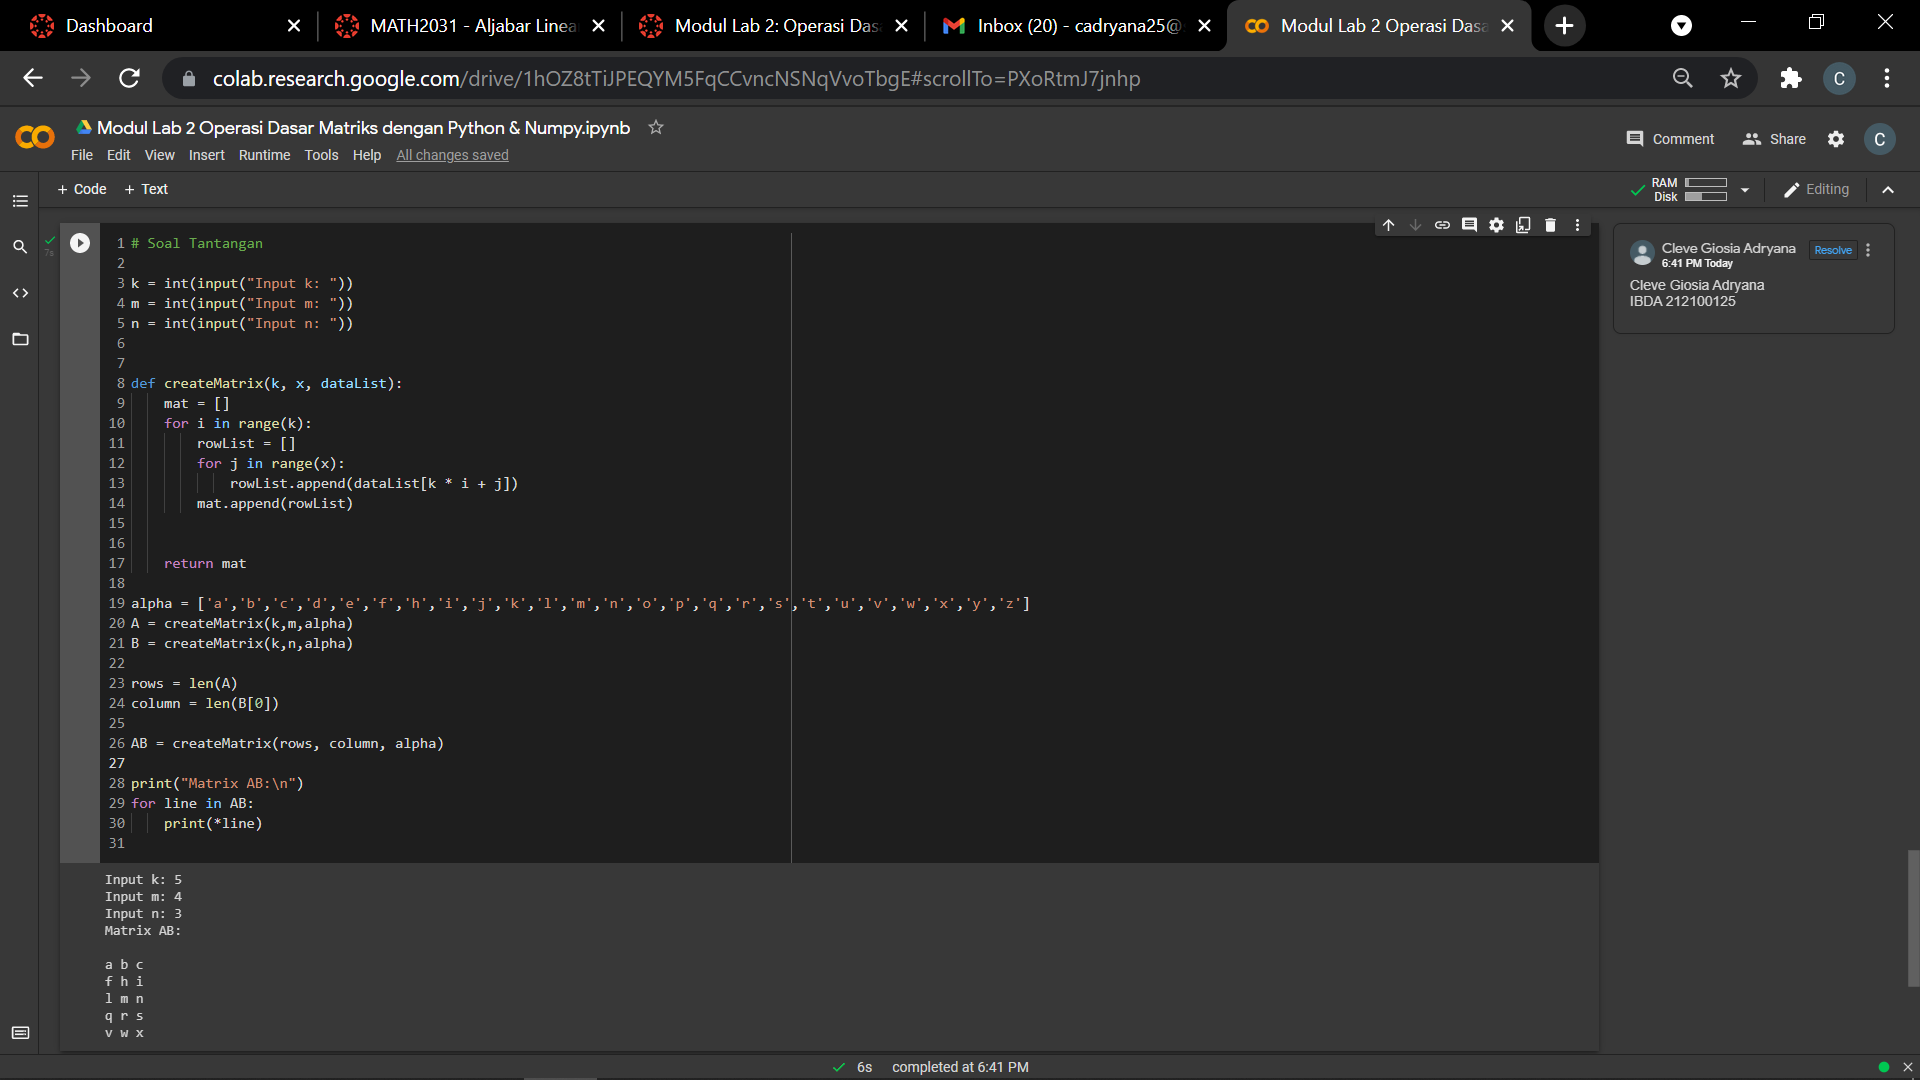 Dashboard
MATH2031 - Aljabar Linea
Modul Lab 2: Operasi Das
Inbox (20) - cadryana25@
Modul Lab 2 Operasi Dasa
colab.research.google.com/drive/1hOZ8tTiJPEQYM5FqCCvncNSNqVvoTbgE#scrollTo=PXoRtmJ7jnhp
C
Modul Lab 2 Operasi Dasar Matriks dengan Python & Numpy.ipynb
File Edit View Insert Runtime Tools Help All changes saved
Comment Share C
+ Code + Text
RAM
Disk
Editing
7s
1 # Soal Tantangan
2
3 k = int(input("Input k: "))
4 m = int(input("Input m: "))
5 n = int(input("Input n: "))
6
7
8 def createMatrix(k, x, dataList):
9     mat = []
10     for i in range(k):
11         rowList = []
12         for j in range(x):
13             rowList.append(dataList[k * i + j])
14         mat.append(rowList)
15
16
17     return mat
18
19 alpha = ['a','b','c','d','e','f','h','i','j','k','l','m','n','o','p','q','r','s','t','u','v','w','x','y','z']
20 A = createMatrix(k,m,alpha)
21 B = createMatrix(k,n,alpha)
22
23 rows = len(A)
24 column = len(B[0])
25
26 AB = createMatrix(rows, column, alpha)
27
28 print("Matrix AB:\n")
29 for line in AB:
30     print(*line)
31
Cleve Giosia Adryana Resolve
6:41 PM Today
Cleve Giosia Adryana
IBDA 212100125
Input k: 5
Input m: 4
Input n: 3
Matrix AB:
a b c
f h i
l m n
q r s
v w x
6s completed at 6:41 PM